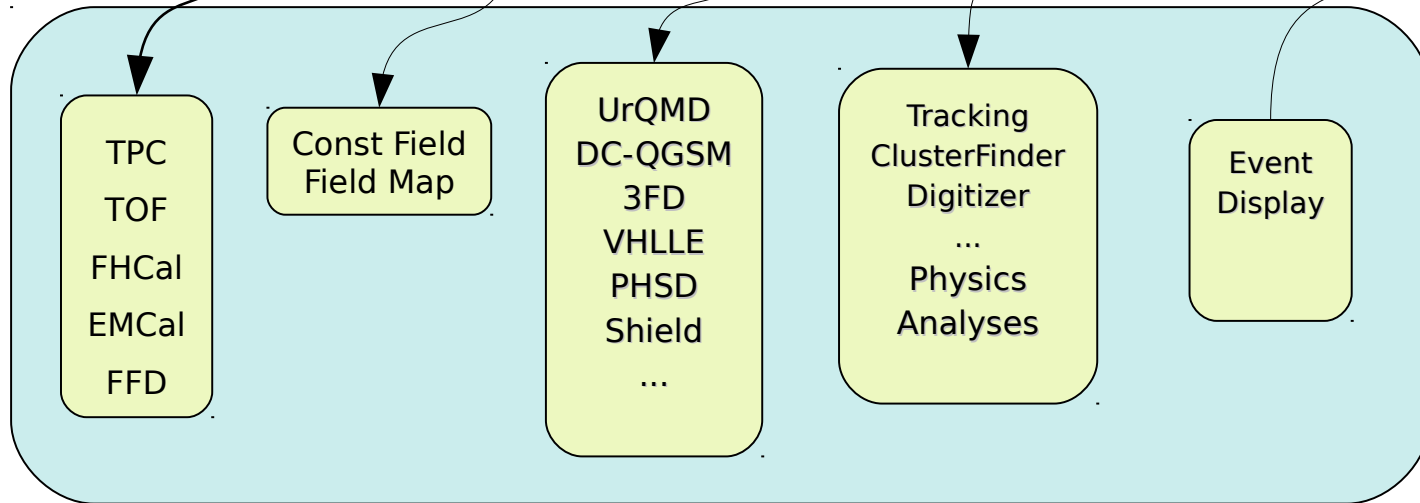 TPC
TOF
FHCal
EMCal
FFD
Const Field
Field Map
UrQMD
DC-QGSM
3FD
VHLLE
PHSD
Shield
...
Tracking
ClusterFinder
Digitizer
...
Physics
Analyses
Event
Display